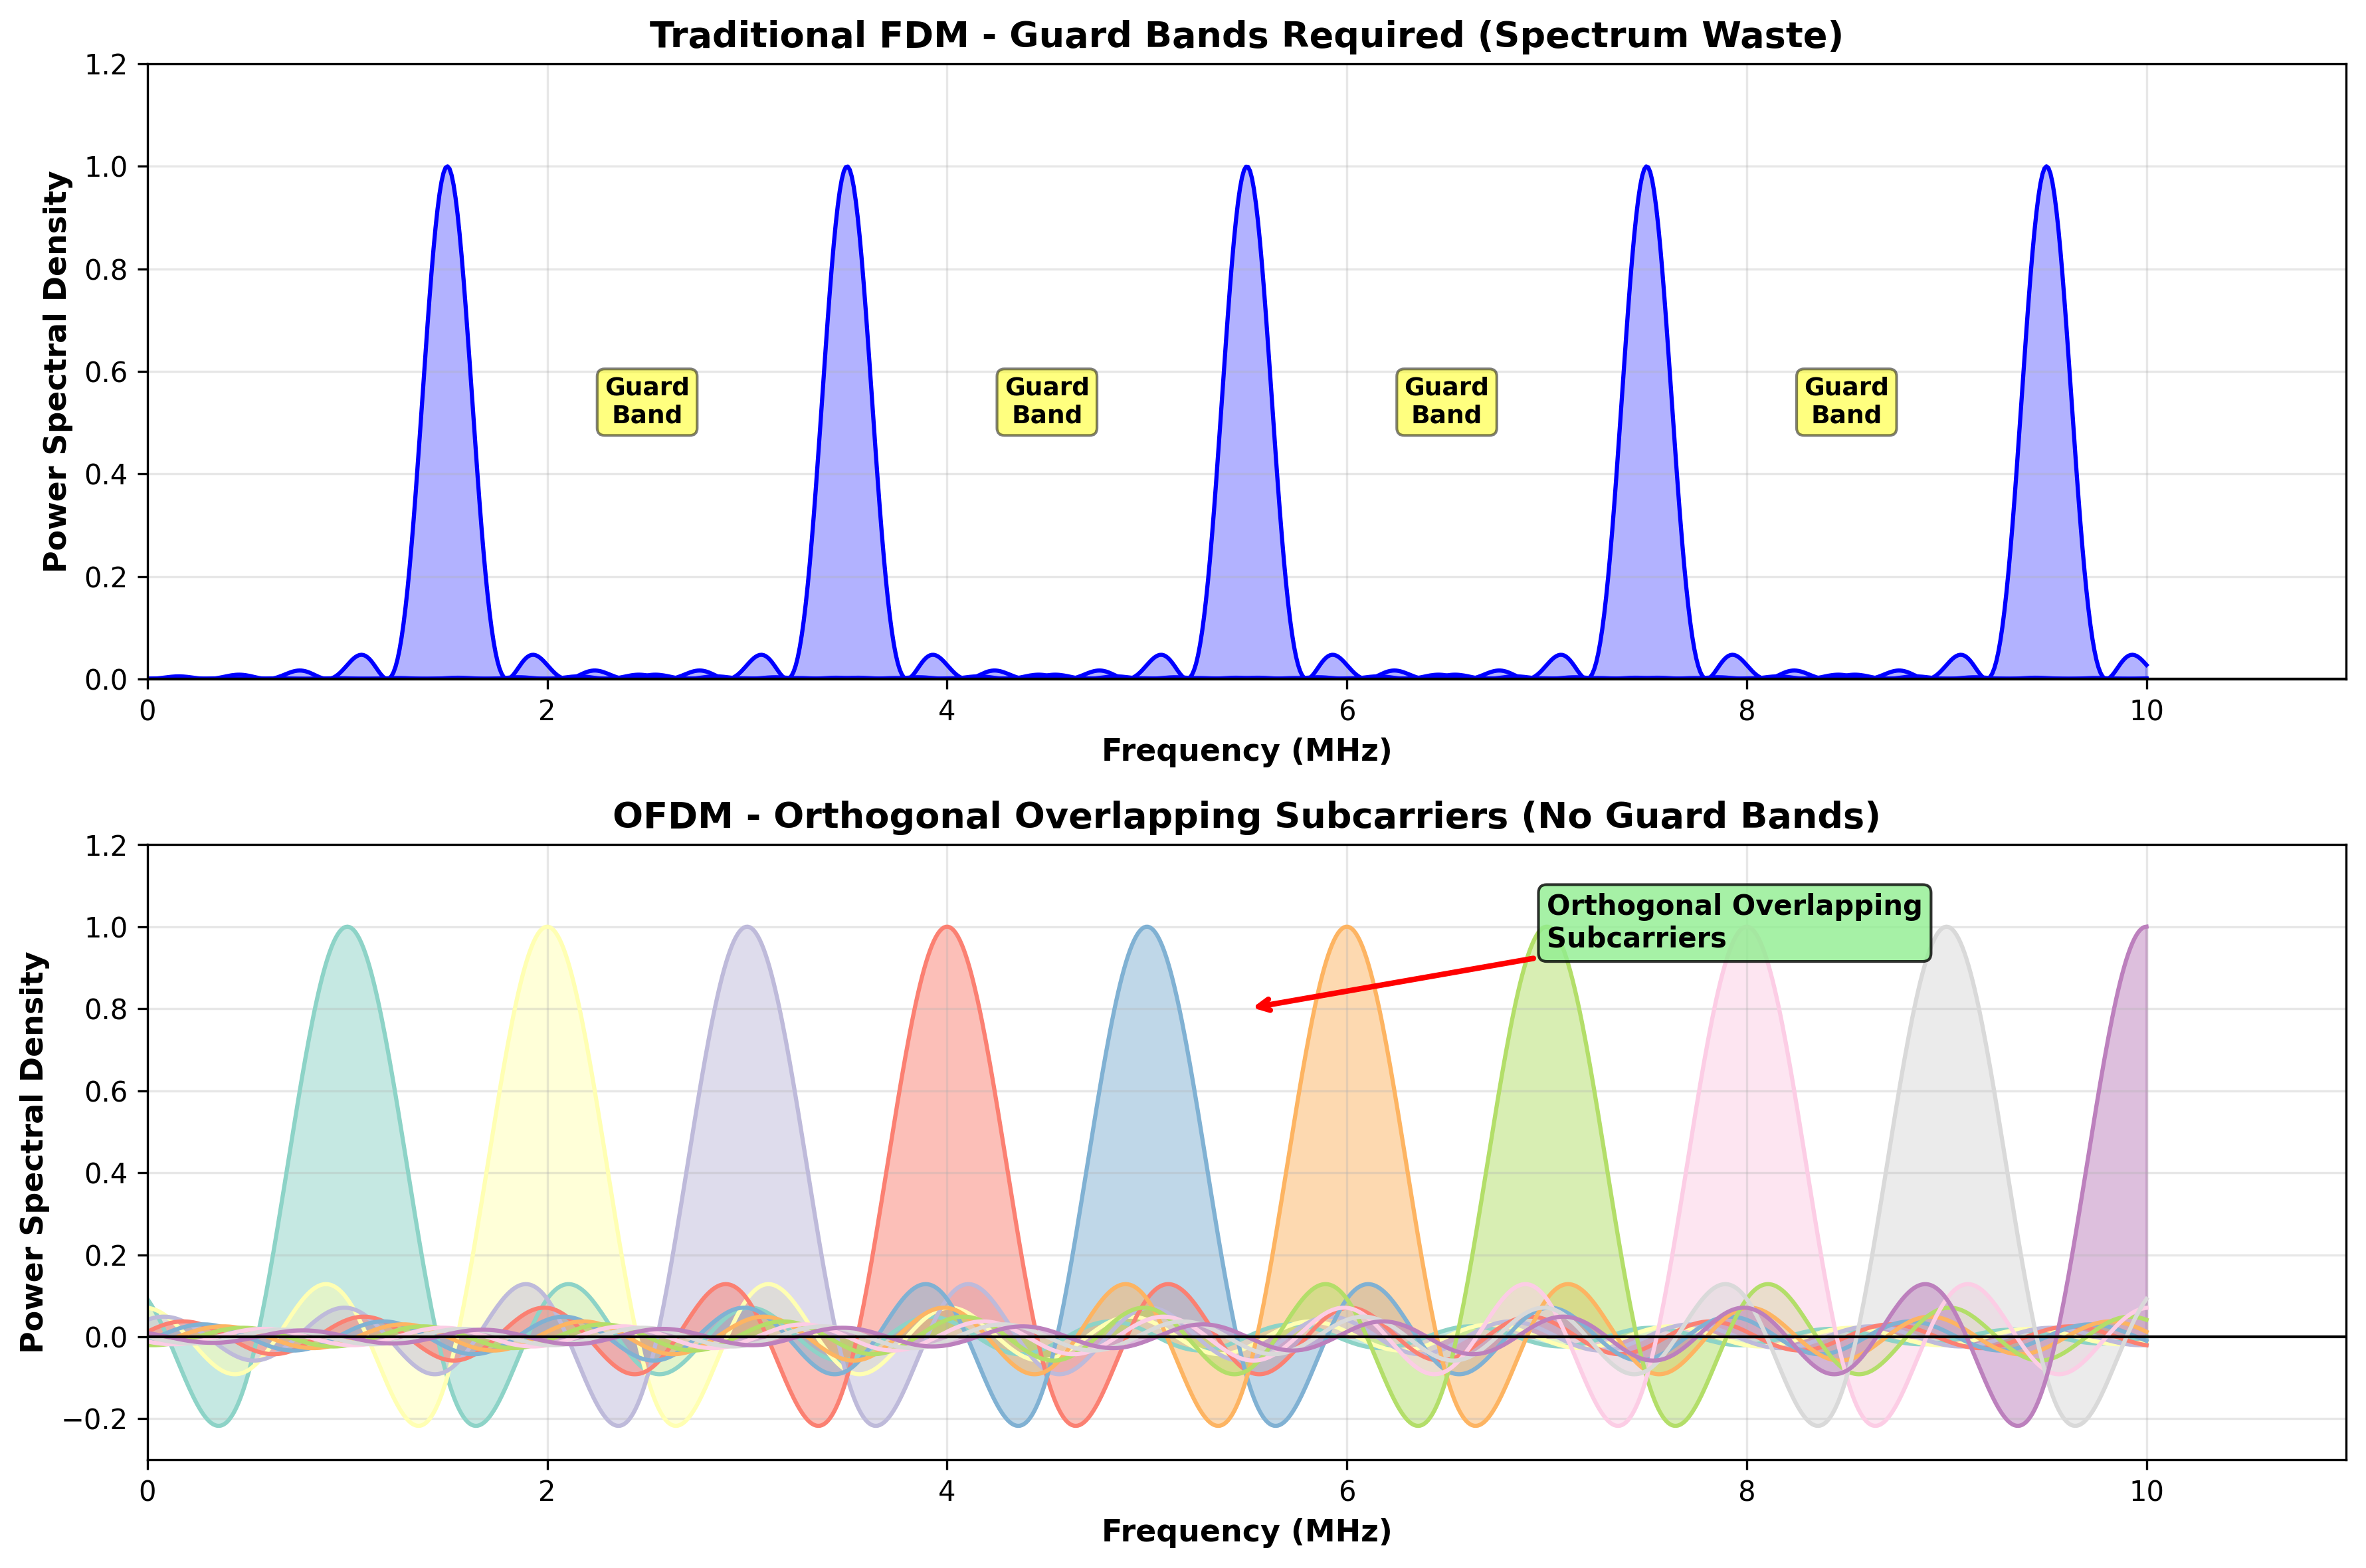 Traditional FDM - Guard Bands Required (Spectrum Waste)
Power Spectral Density
1.2
1.0
0.8
0.6
0.4
0.2
0.0
Guard
Band
Guard
Band
Guard
Band
Guard
Band
0 2 4 6 8 10
Frequency (MHz)
OFDM - Orthogonal Overlapping Subcarriers (No Guard Bands)
Power Spectral Density
1.2
1.0
0.8
0.6
0.4
0.2
0.0
−0.2
Orthogonal Overlapping
Subcarriers
0 2 4 6 8 10
Frequency (MHz)